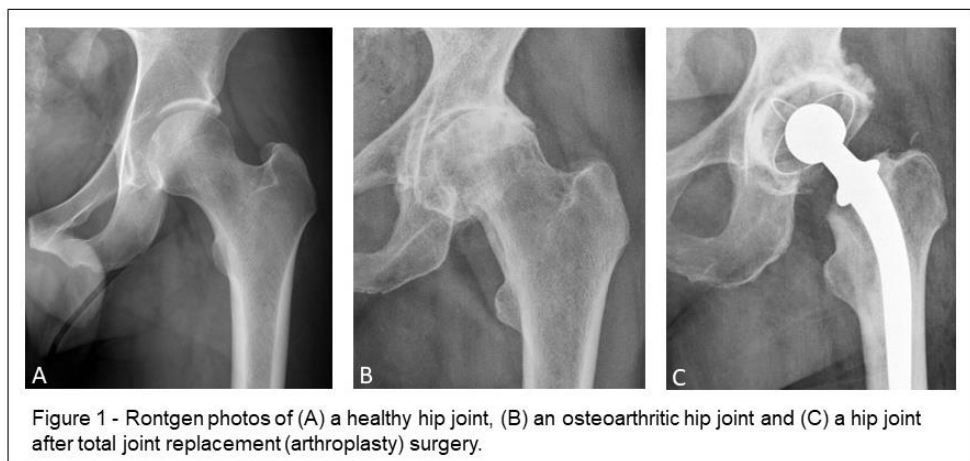 A
B
C
Figure 1 - Rontgen photos of (A) a healthy hip joint, (B) an osteoarthritic hip joint and (C) a hip joint
after total joint replacement (arthroplasty) surgery.